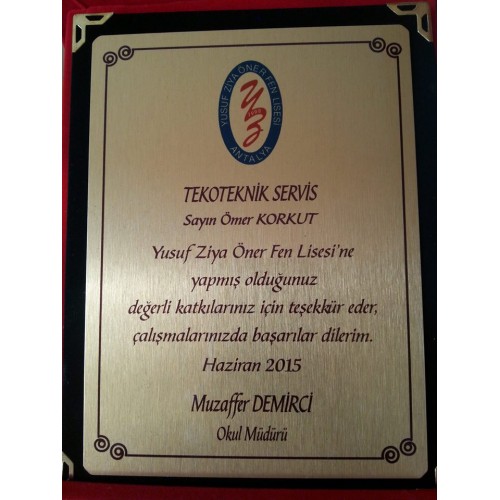 YUSUF ZİYA ÖNER FEN LİSESİ
ANTALYA
TEKOTEKNİK SERVİS
Sayın Ömer KORKUT
Yusuf Ziya Öner Fen Lisesi'ne
yapmış olduğunuz
değerli katkılarınız için teşekkür eder,
çalışmalarınızda başarılar dilerim.
Haziran 2015
Muzaffer DEMİRCİ
Okul Müdürü